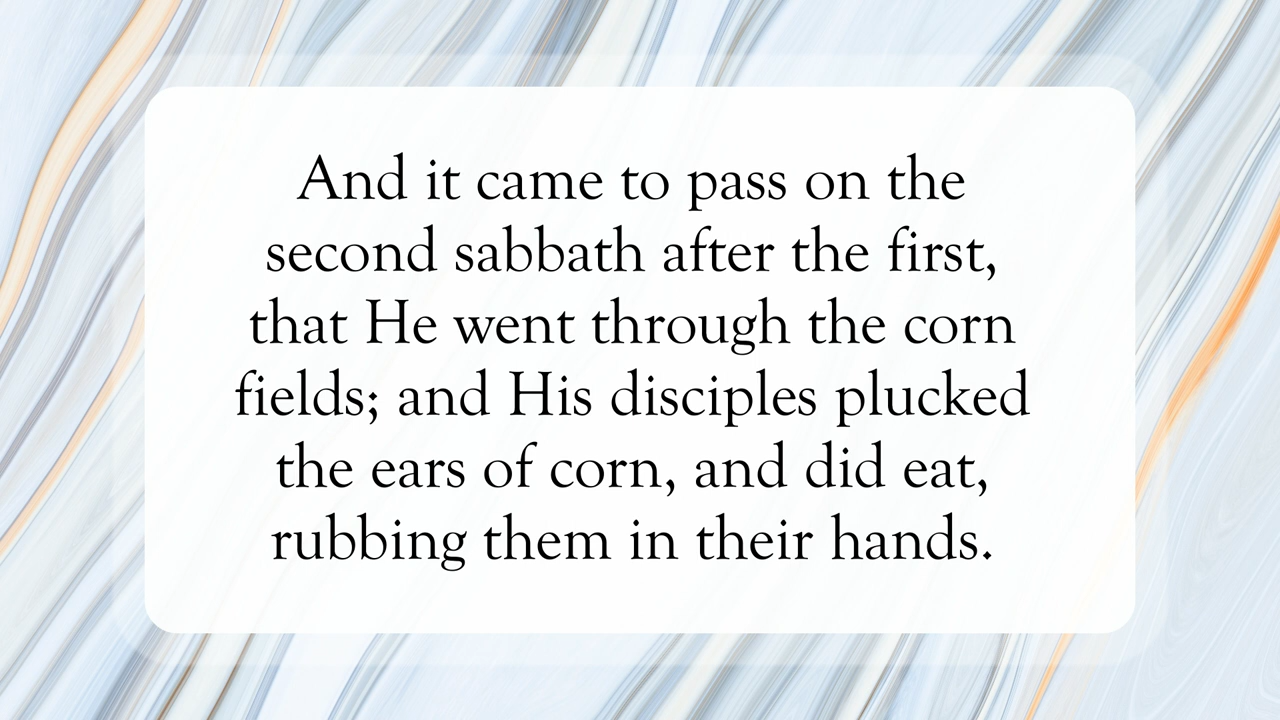 And it came to pass on the
second sabbath after the first,
that He went through the corn
fields; and His disciples plucked
the ears of corn, and did eat,
rubbing them in their hands.